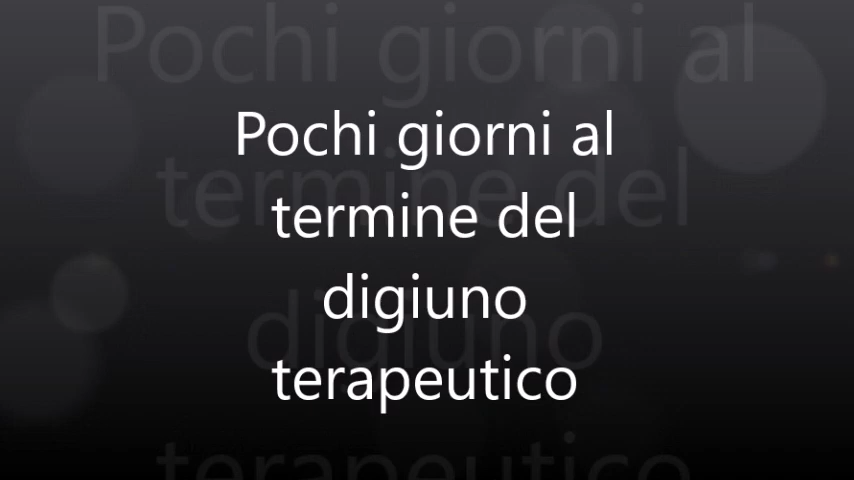 Pochi giorni al
termine del
digiuno
terapeutico